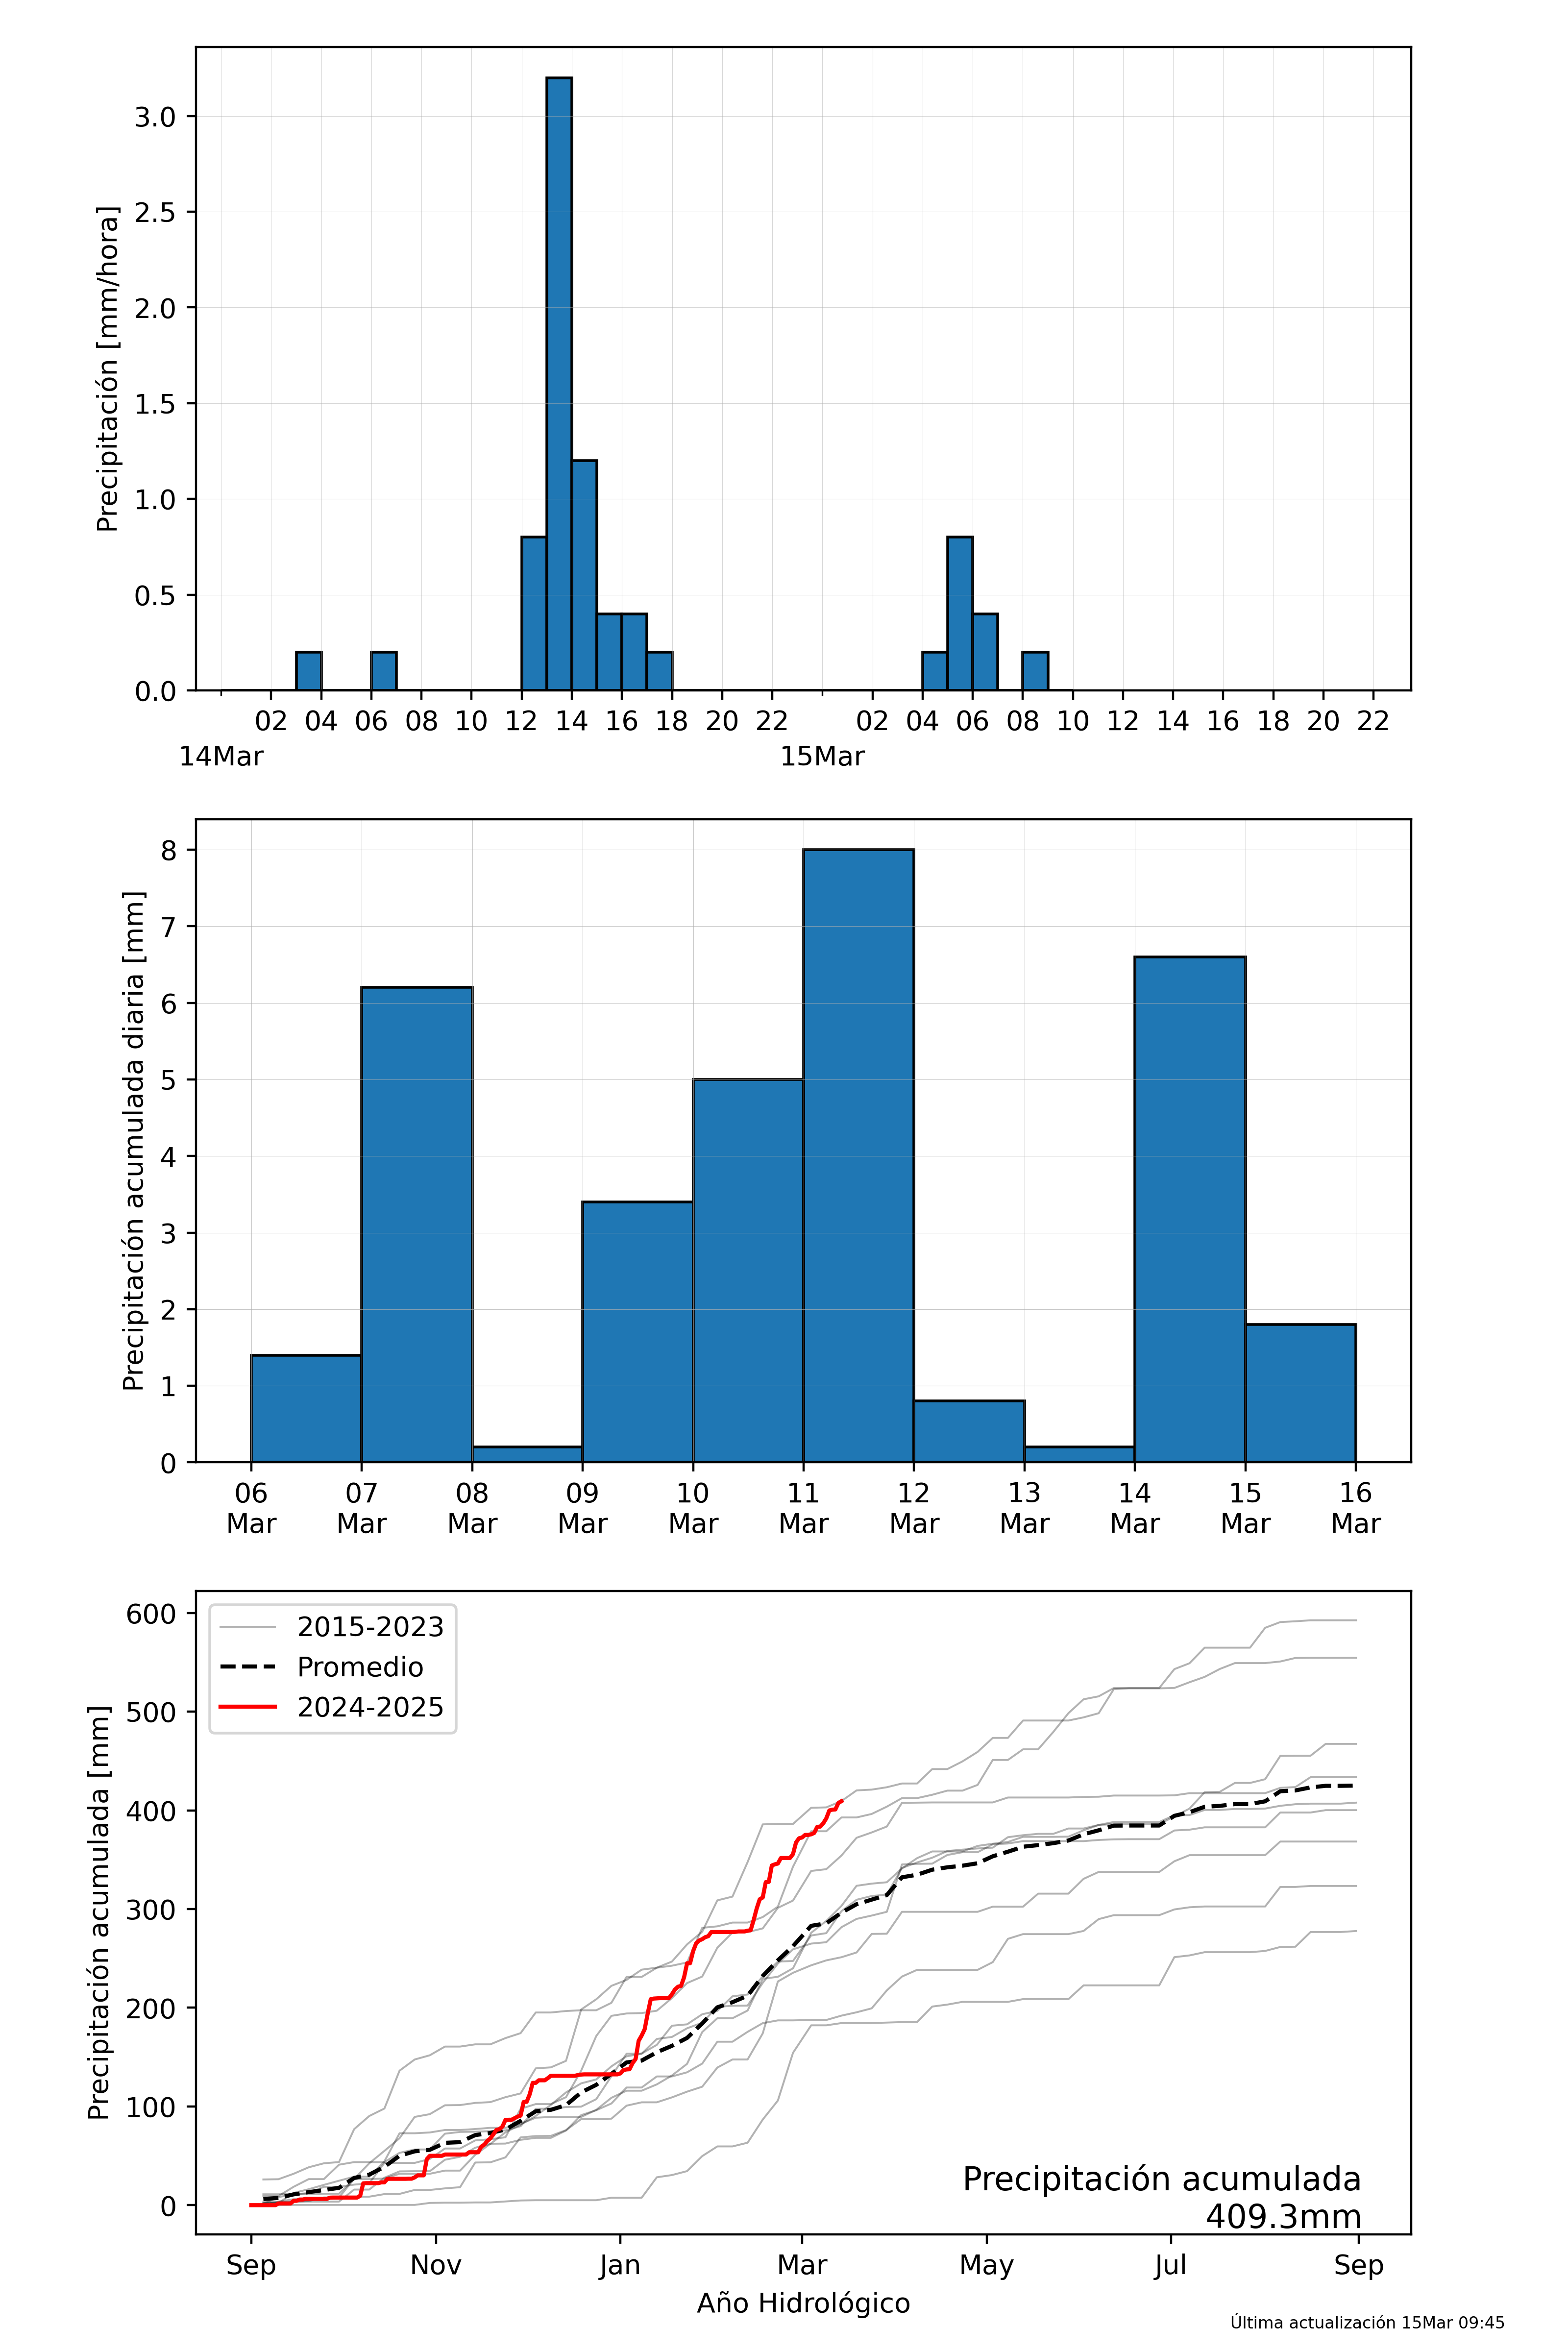 Precipitación [mm/hora]
3.0
2.5
2.0
1.5
1.0
0.5
0.0
02 04 06 08 10 12 14 16 18 20 22 02 04 06 08 10 12 14 16 18 20 22
14Mar 15Mar
Precipitación acumulada diaria [mm]
8
7
6
5
4
3
2
1
0
06 07 08 09 10 11 12 13 14 15 16
Mar Mar Mar Mar Mar Mar Mar Mar Mar Mar Mar
Precipitación acumulada [mm]
600
500
400
300
200
100
0
2015-2023
Promedio
2024-2025
Precipitación acumulada
409.3mm
Sep Nov Jan Mar May Jul Sep
Año Hidrológico
Última actualización 15Mar 09:45